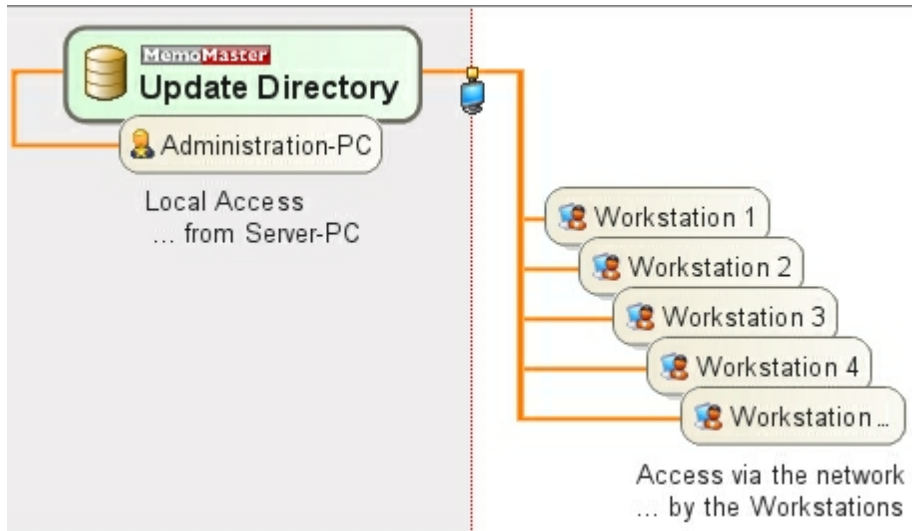 MemoMaster
Update Directory
Administration-PC
Local Access
... from Server-PC
Workstation 1
Workstation 2
Workstation 3
Workstation 4
Workstation ...
Access via the network
... by the Workstations